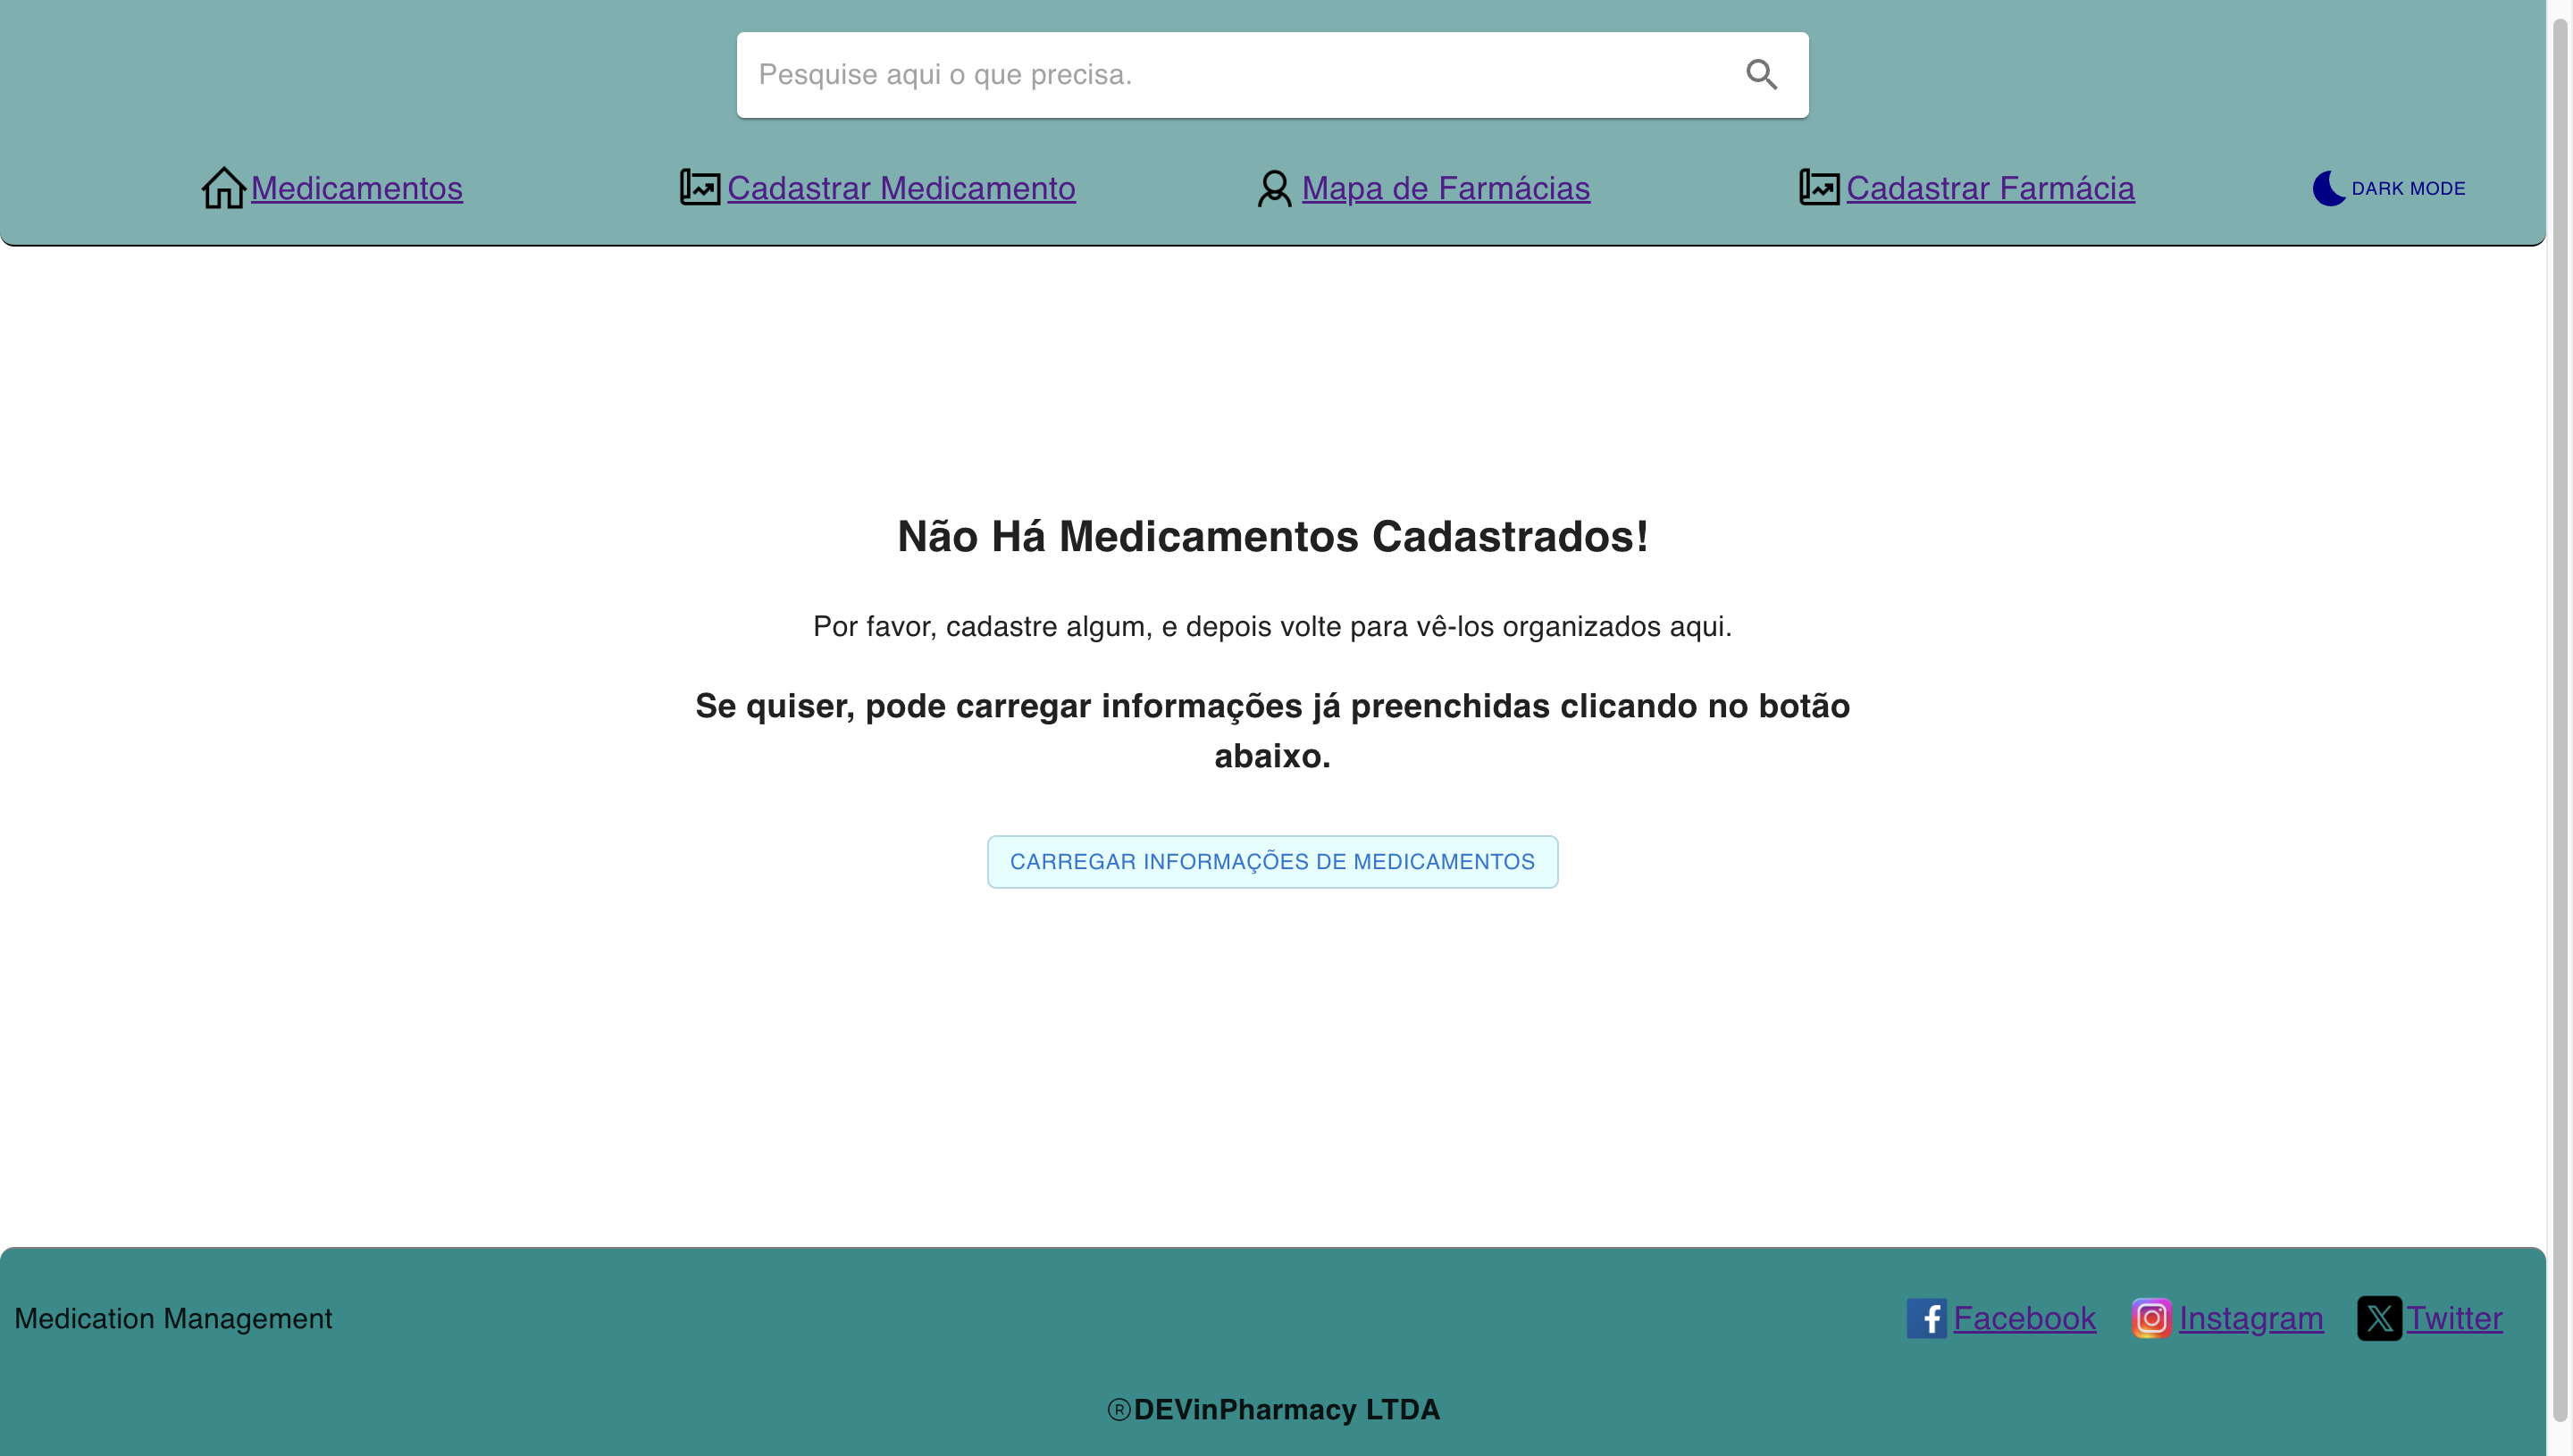 Pesquise aqui o que precisa.
Medicamentos Cadastrar Medicamento Mapa de Farmácias Cadastrar Farmácia DARK MODE
Não Há Medicamentos Cadastrados!
Por favor, cadastre algum, e depois volte para vê-los organizados aqui.
Se quiser, pode carregar informações já preenchidas clicando no botão
abaixo.
CARREGAR INFORMAÇÕES DE MEDICAMENTOS
Medication Management Facebook Instagram Twitter
®DEVinPharmacy LTDA